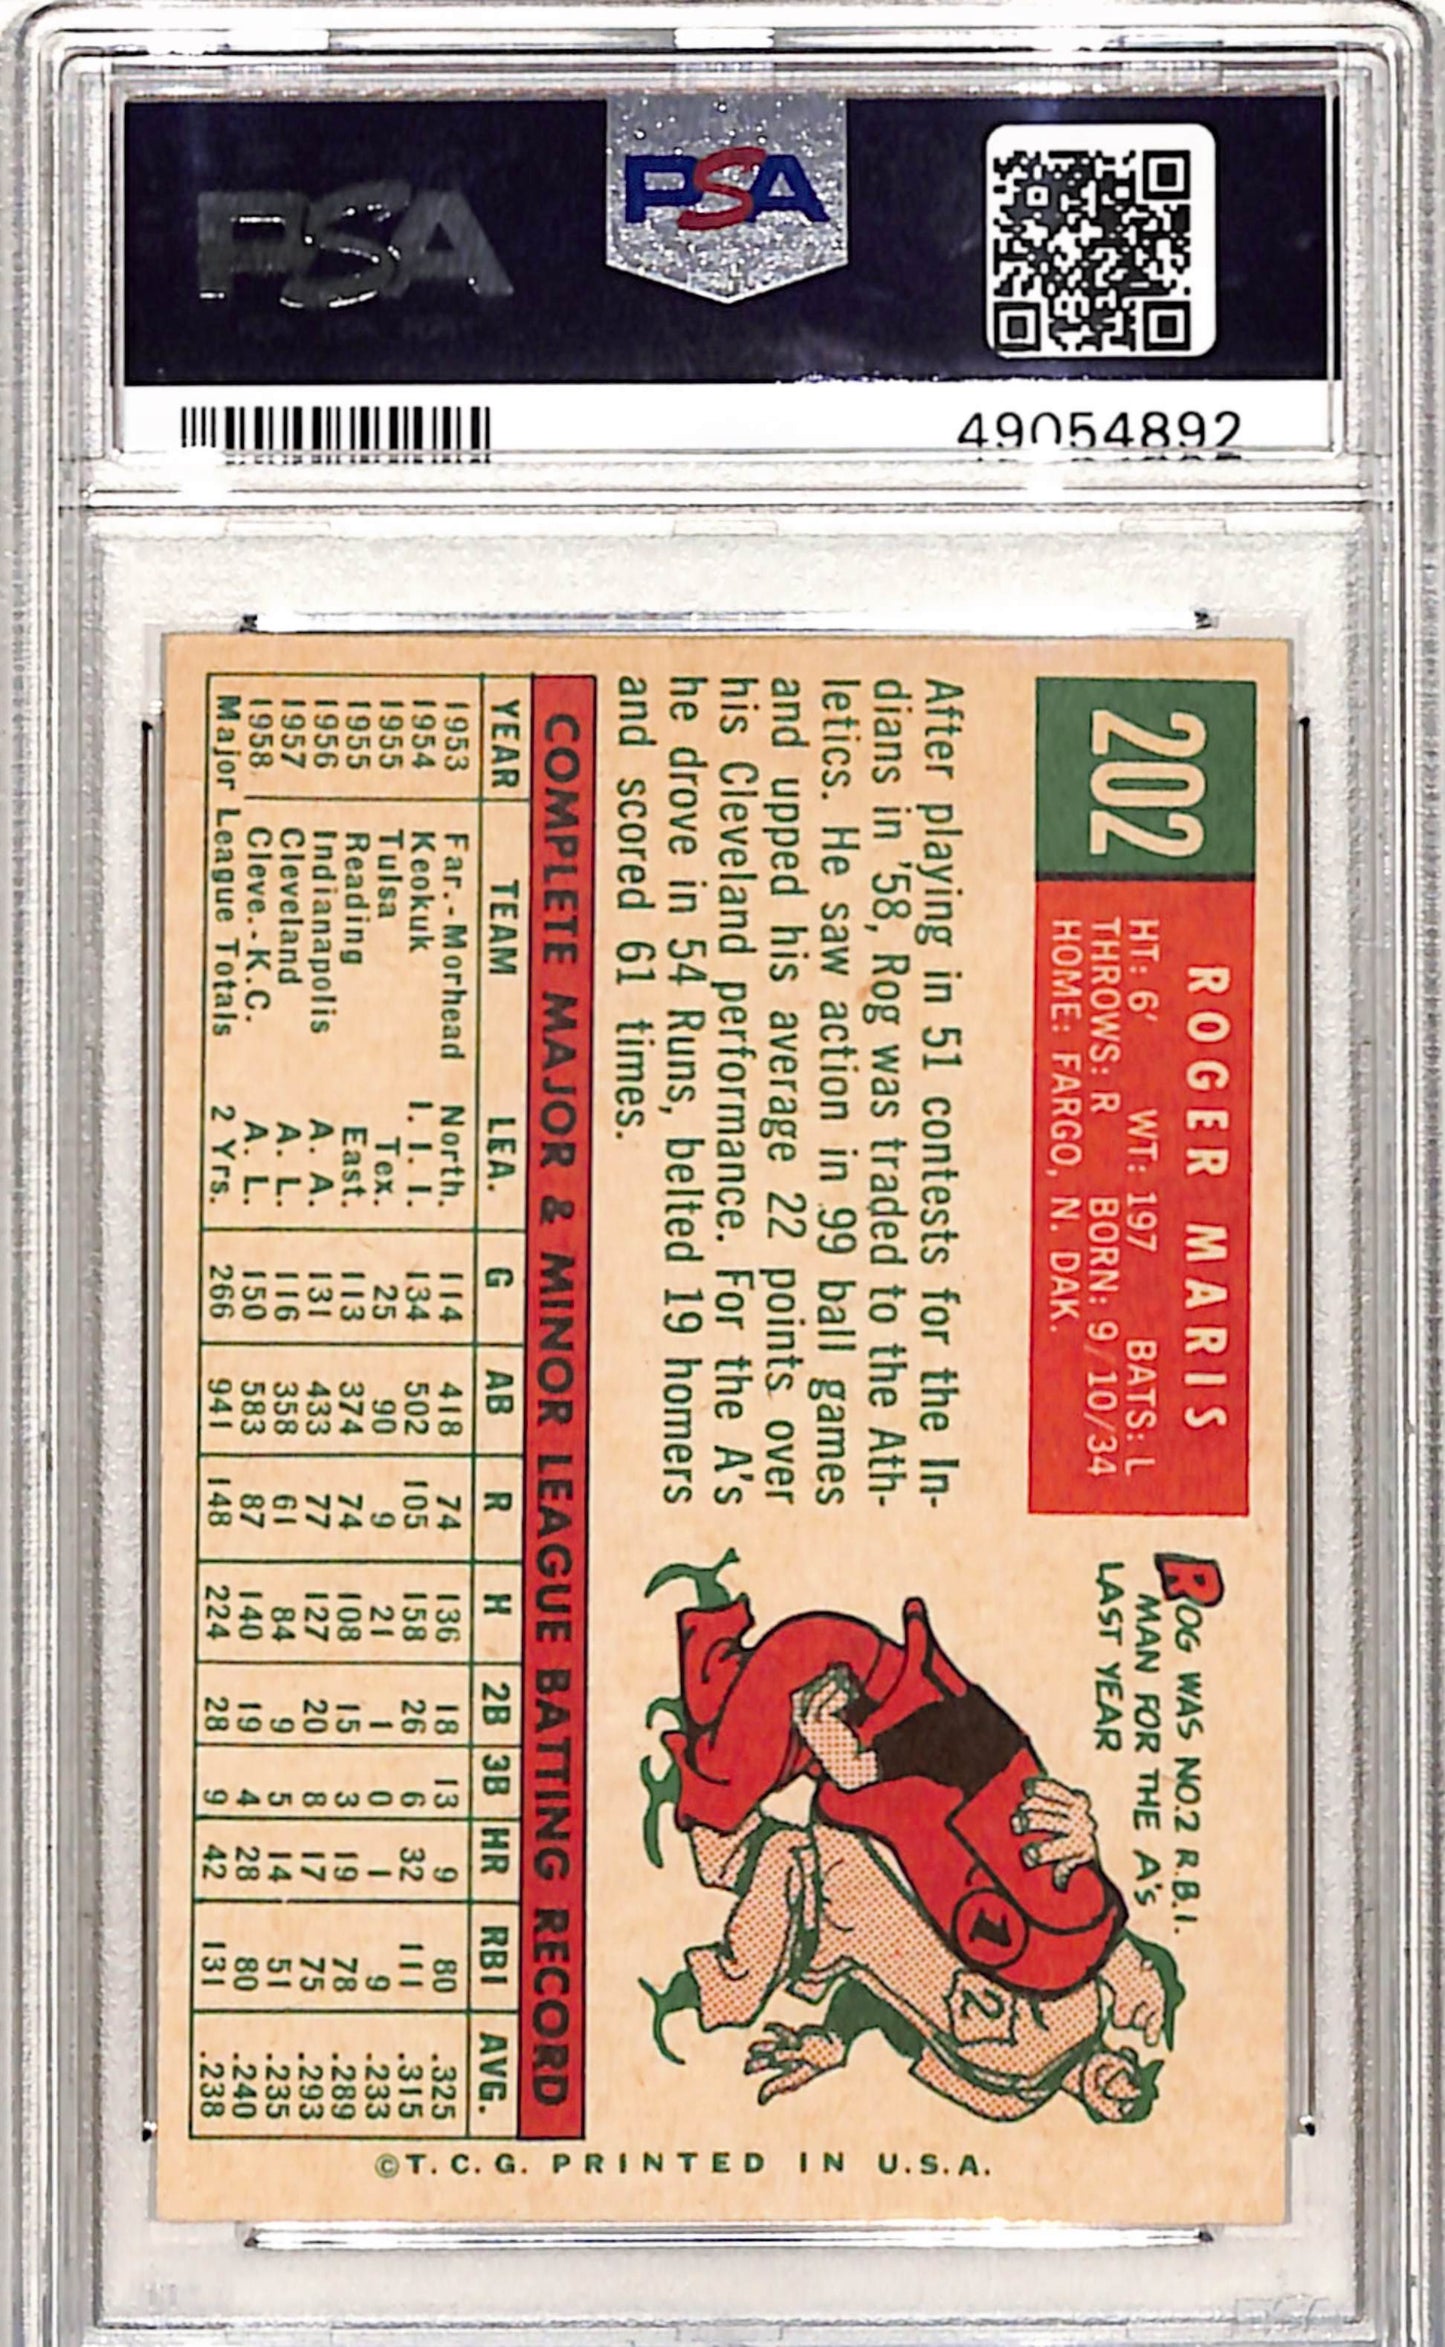 PSA
PSA
49054892
202
ROGER MARIS
HT: 6' WT: 197 BATS: L
THROWS: R BORN: 9/10/34
HOME: FARGO, N. DAK.
ROG WAS NO.2 R.B.I.
MAN FOR THE A's
LAST YEAR
1
2
After playing in 51 contests for the In-
dians in '58, Rog was traded to the Ath-
letics. He saw action in 99 ball games
and upped his average 22 points over
his Cleveland performance. For the A's
he drove in 54 Runs, belted 19 homers
and scored 61 times.
COMPLETE MAJOR & MINOR LEAGUE BATTING RECORD
YEAR TEAM LEA. G AB R H 2B 3B HR RBI AVG.
1953 Far.-Morhead North. 114 418 74 136 18 13 9 80 .325
1954 Keokuk I. I. I. 134 502 105 158 26 6 32 111 .315
1955 Tulsa Tex. 25 90 9 21 1 0 1 9 .233
1955 Reading East. 113 374 74 108 15 3 19 78 .289
1956 Indianapolis A. A. 131 433 77 127 20 8 17 75 .293
1957 Cleveland A. L. 116 358 61 84 9 5 14 51 .235
1958 Cleve.-K.C. A. L. 150 583 87 140 19 4 28 80 .240
Major League Totals 2 Yrs. 266 941 148 224 28 9 42 131 .238
©T. C. G. PRINTED IN U.S.A.